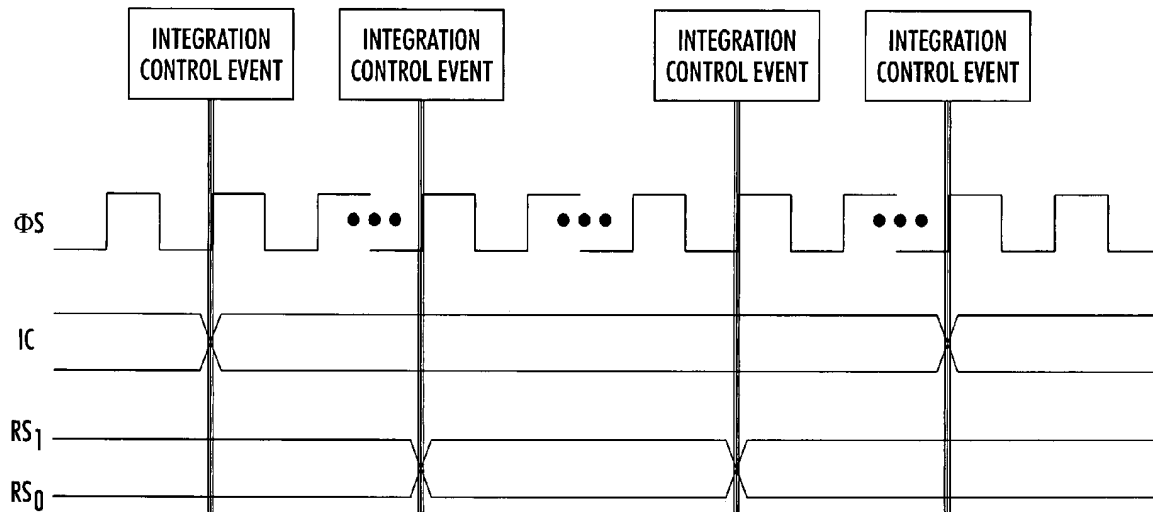 INTEGRATION
CONTROL EVENT
INTEGRATION
CONTROL EVENT
INTEGRATION
CONTROL EVENT
INTEGRATION
CONTROL EVENT
ΦS
IC
RS1
RS0